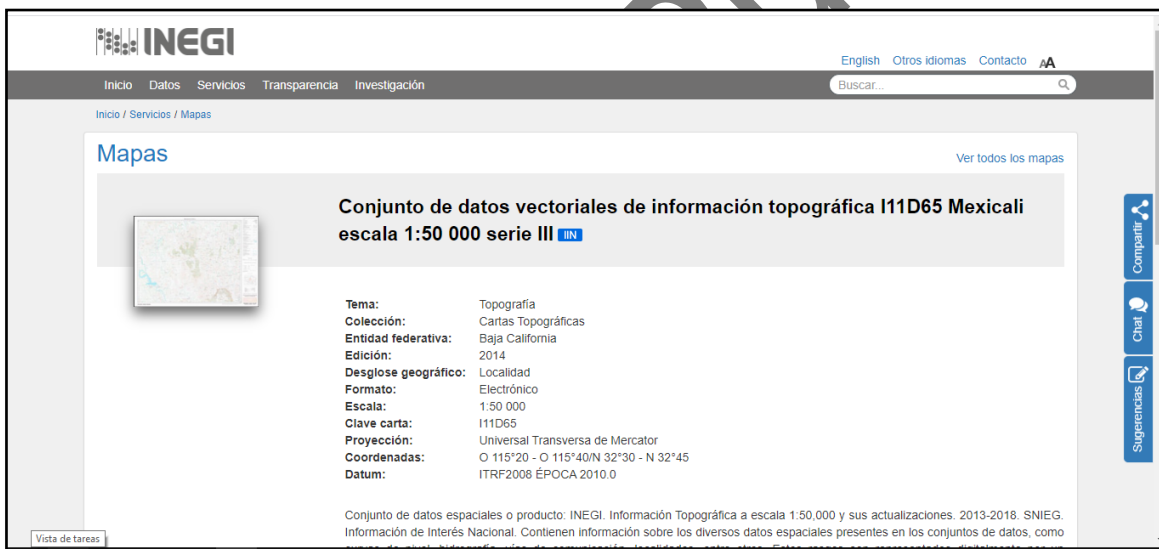 INEGI
English Otros idiomas Contacto AA
Inicio Datos Servicios Transparencia Investigación
Buscar...
Inicio / Servicios / Mapas
Mapas
Ver todos los mapas
Conjunto de datos vectoriales de información topográfica I11D65 Mexicali
escala 1:50 000 serie III IIN
Tema: Topografía
Colección: Cartas Topográficas
Entidad federativa: Baja California
Edición: 2014
Desglose geográfico: Localidad
Formato: Electrónico
Escala: 1:50 000
Clave carta: I11D65
Proyección: Universal Transversa de Mercator
Coordenadas: O 115°20 - O 115°40/N 32°30 - N 32°45
Datum: ITRF2008 ÉPOCA 2010.0
Conjunto de datos espaciales o producto: INEGI. Información Topográfica a escala 1:50,000 y sus actualizaciones. 2013-2018. SNIEG.
Información de Interés Nacional. Contienen información sobre los diversos datos espaciales presentes en los conjuntos de datos, como
Compartir
Chat
Sugerencias
Vista de tareas